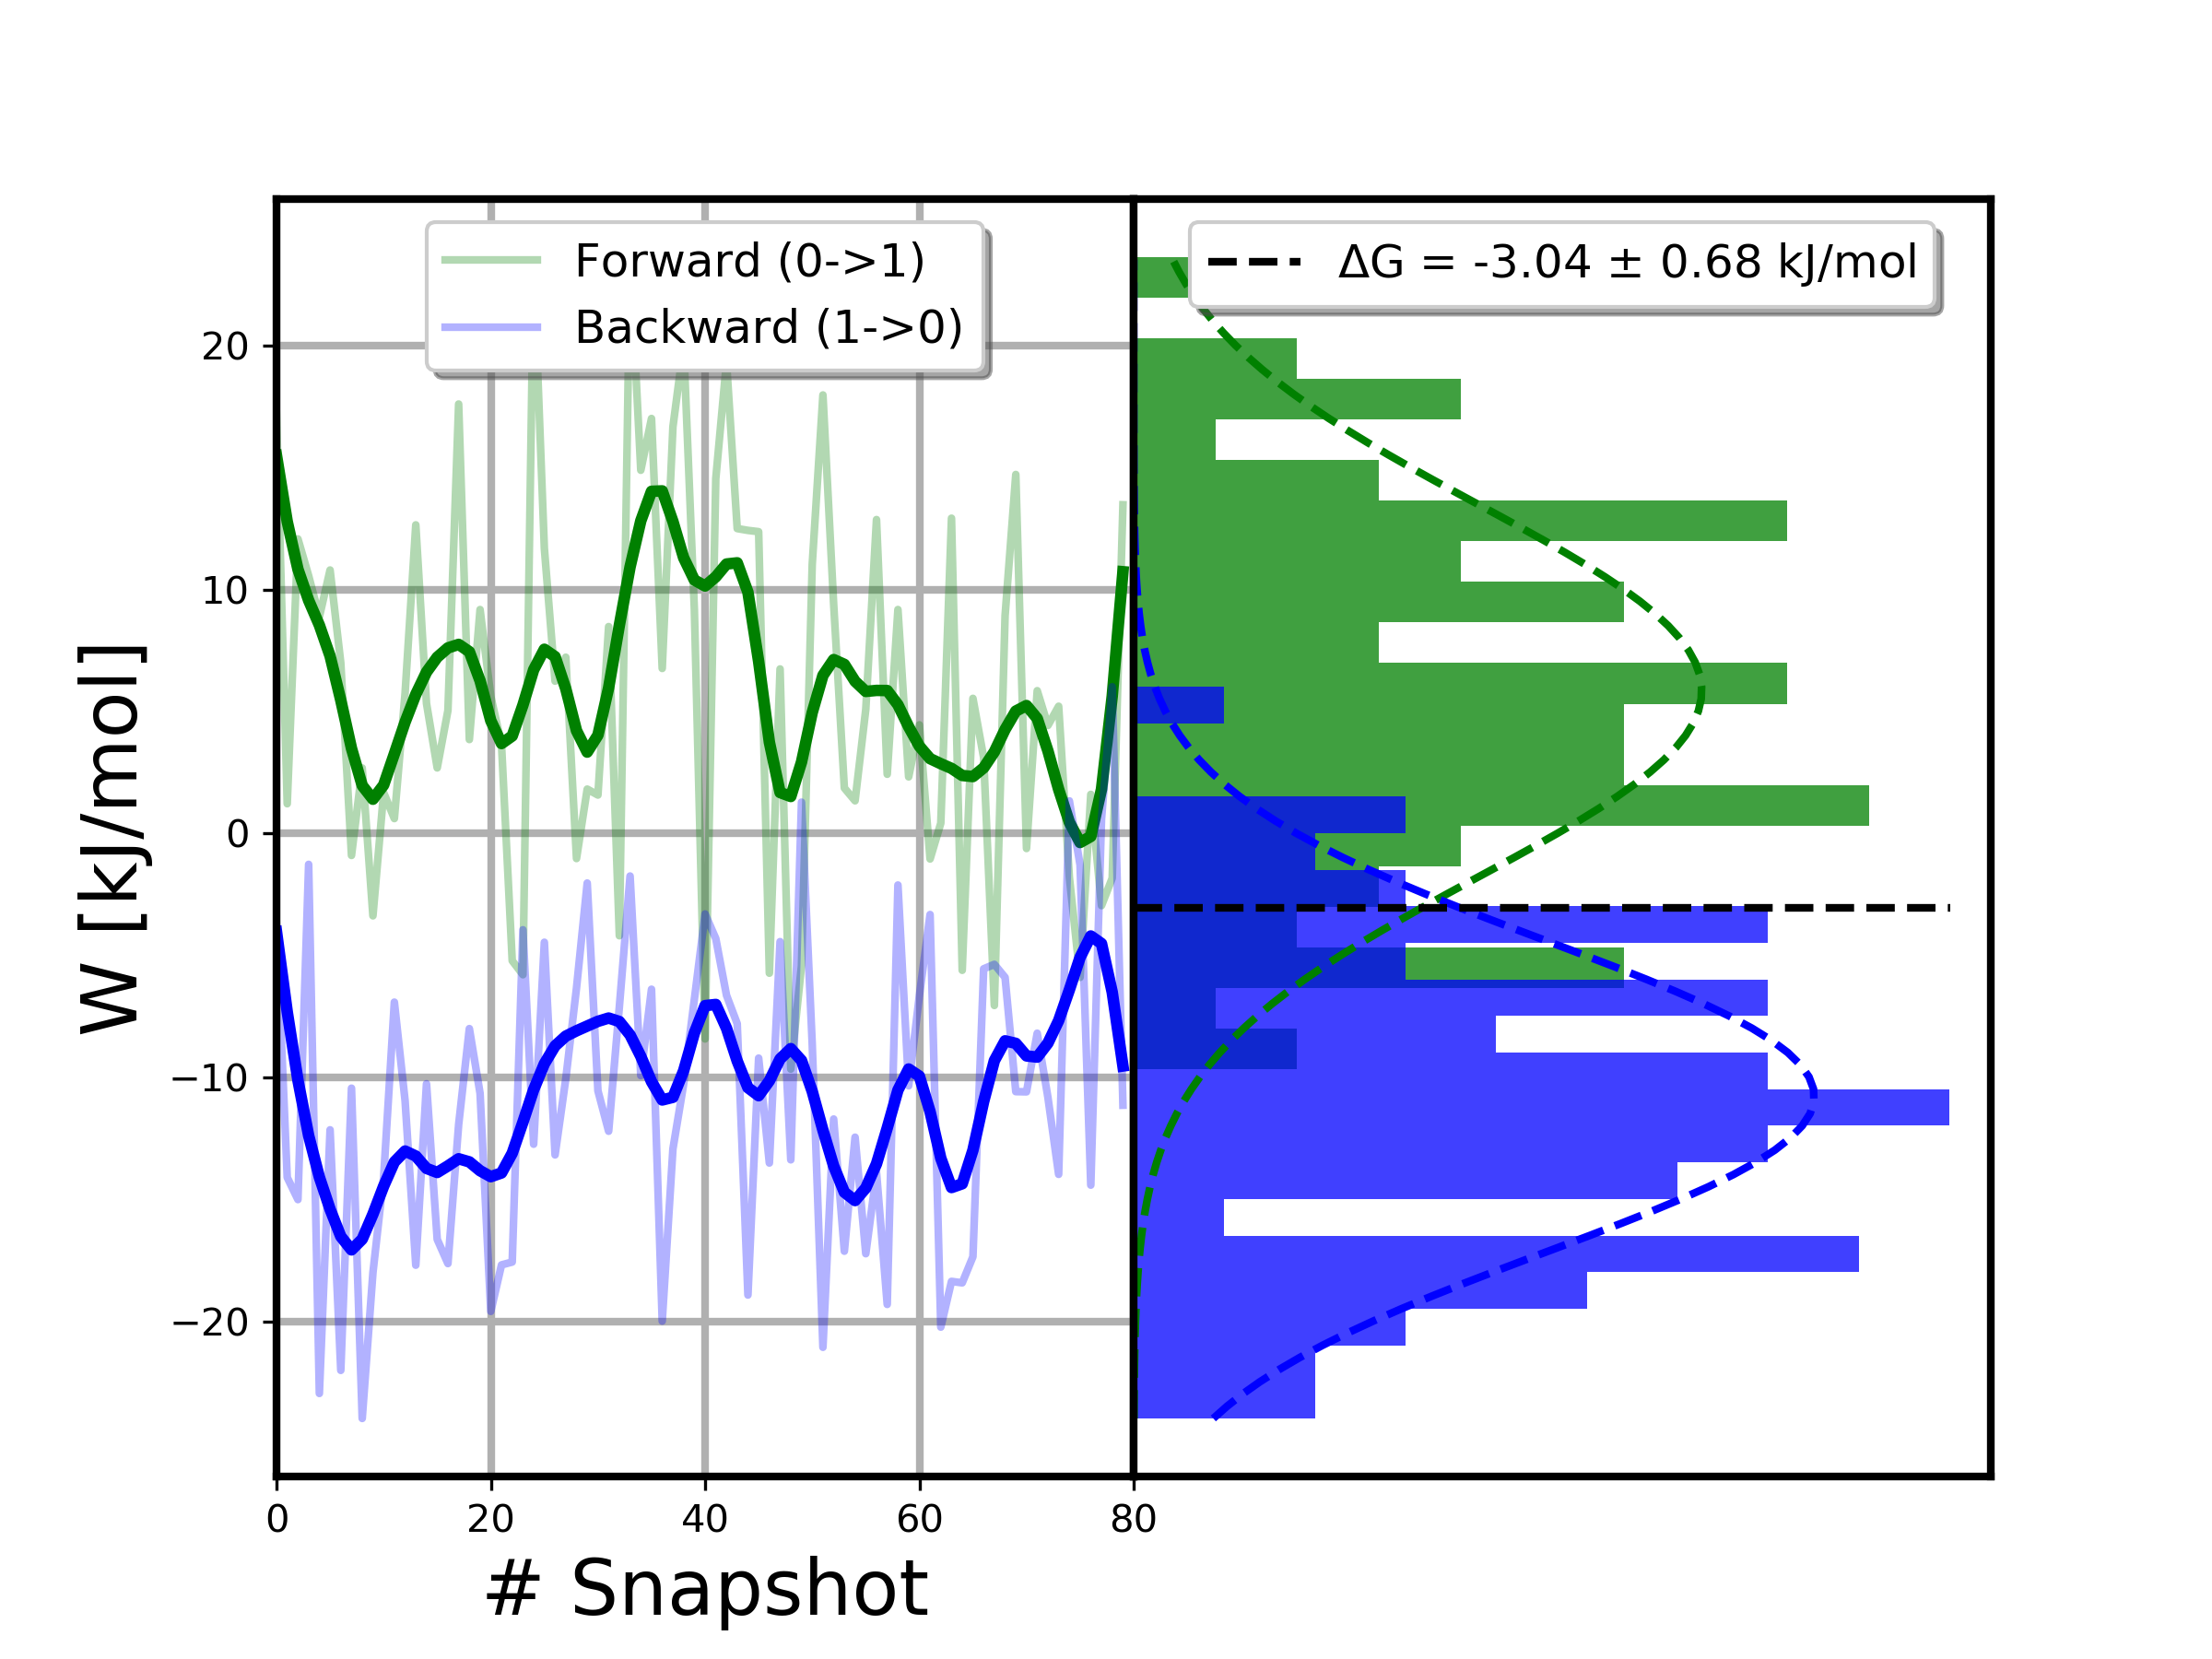 Forward (0->1)
Backward (1->0)
ΔG = -3.04 ± 0.68 kJ/mol
20
10
0
−10
−20
W [kJ/mol]
0
20
40
60
80
# Snapshot